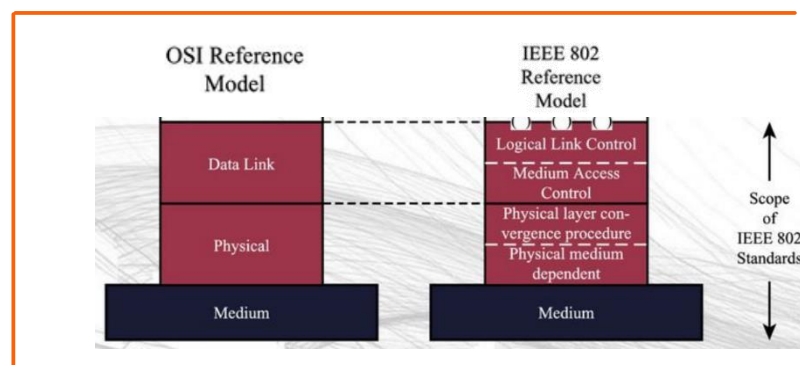 OSI Reference
Model
IEEE 802
Reference
Model
Data Link
Physical
Medium
Logical Link Control
Medium Access
Control
Physical layer con-
vergence procedure
Physical medium
dependent
Medium
Scope
of
IEEE 802
Standards